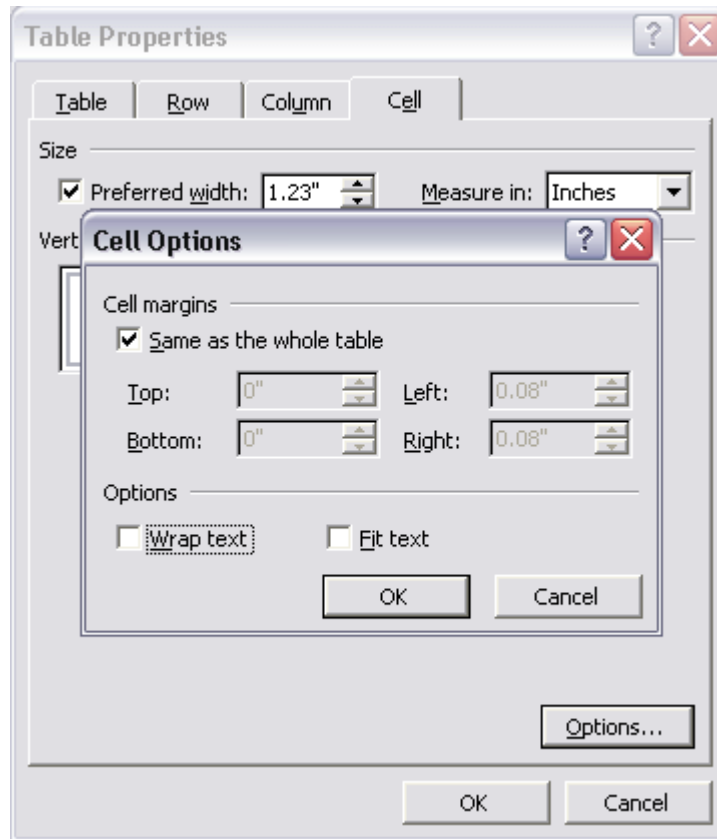 Table Properties
Table Row Column Cell
Size
Preferred width: 1.23" Measure in: Inches
Vert
Cell Options
Cell margins
Same as the whole table
Top: 0" Left: 0.08"
Bottom: 0" Right: 0.08"
Options
Wrap text Fit text
OK Cancel
Options...
OK Cancel